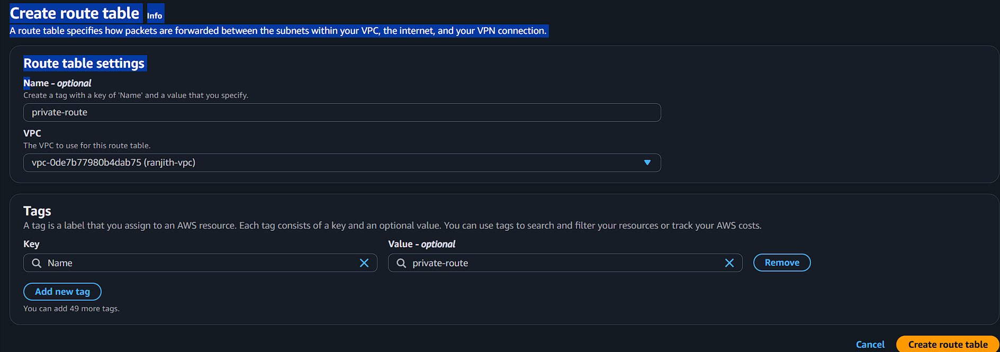 Create route table Info
A route table specifies how packets are forwarded between the subnets within your VPC, the internet, and your VPN connection.
Route table settings
Name - optional
Create a tag with a key of 'Name' and a value that you specify.
private-route
VPC
The VPC to use for this route table.
vpc-0de7b77980b4dab75 (ranjith-vpc)
Tags
A tag is a label that you assign to an AWS resource. Each tag consists of a key and an optional value. You can use tags to search and filter your resources or track your AWS costs.
Key Value - optional
Name private-route Remove
Add new tag
You can add 49 more tags.
Cancel Create route table